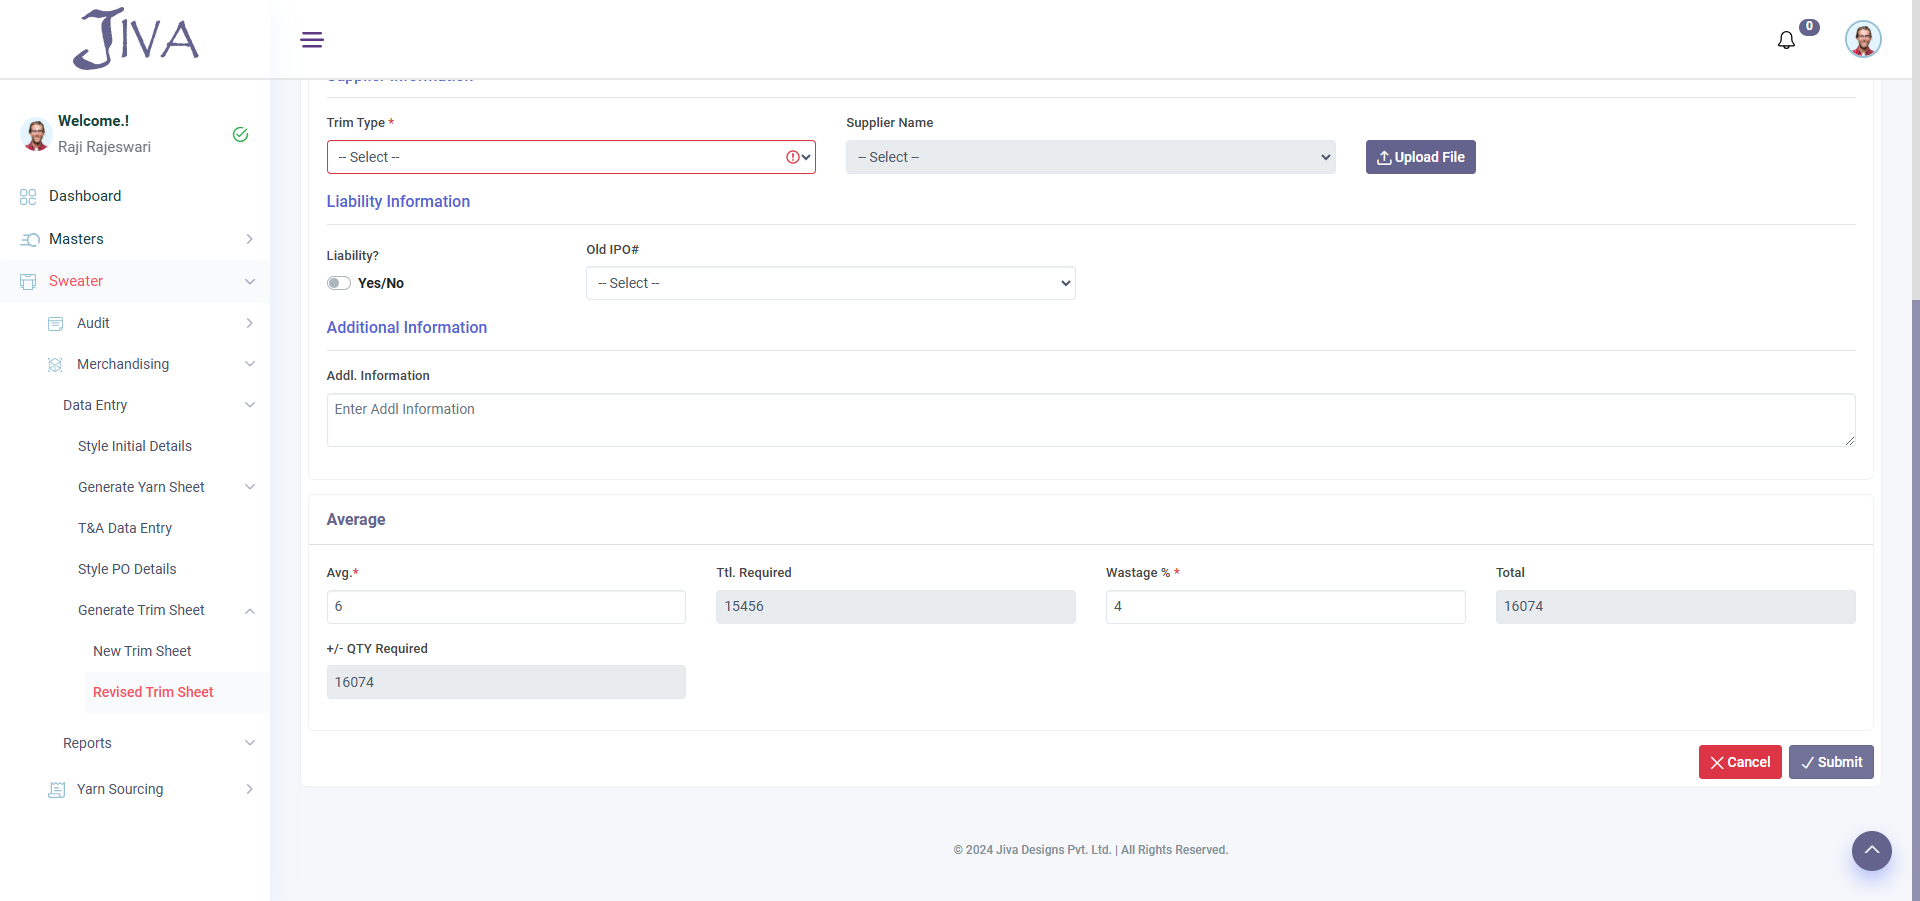 JIVA
0
Welcome.!
Raji Rajeswari
Dashboard
Masters
Sweater
Audit
Merchandising
Data Entry
Style Initial Details
Generate Yarn Sheet
T&A Data Entry
Style PO Details
Generate Trim Sheet
New Trim Sheet
Revised Trim Sheet
Reports
Yarn Sourcing
Supplier Information
Trim Type * Supplier Name
-- Select -- -- Select -- Upload File
Liability Information
Liability? Old IPO#
Yes/No -- Select --
Additional Information
Addl. Information
Enter Addl Information
Average
Avg.* Ttl. Required Wastage % * Total
6 15456 4 16074
+/- QTY Required
16074
Cancel Submit
© 2024 Jiva Designs Pvt. Ltd. | All Rights Reserved.